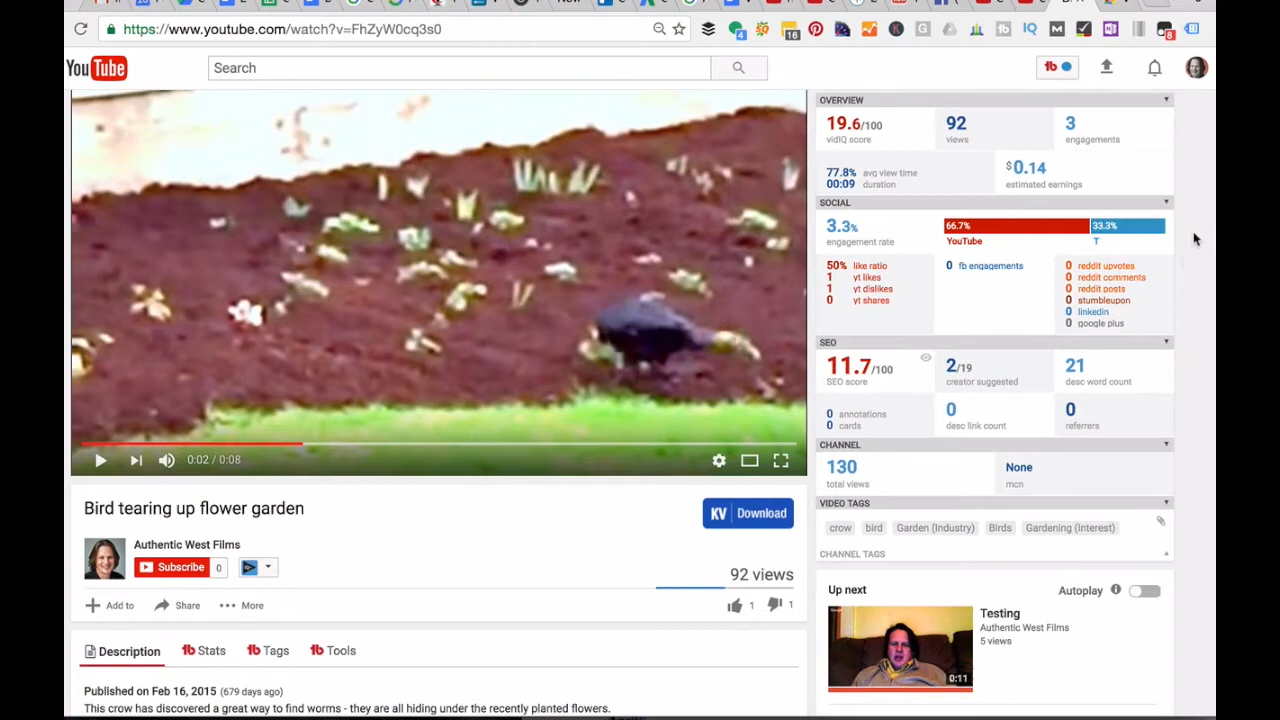 https://www.youtube.com/watch?v=FhZyW0cq3s0
4
16
8
YouTube
Search
OVERVIEW
19.6/100
vidIQ score
92
views
3
engagements
77.8% avg view time
00:09 duration
$0.14
estimated earnings
SOCIAL
3.3%
engagement rate
66.7%
33.3%
YouTube
T
50% like ratio
1 yt likes
1 yt dislikes
0 yt shares
0 fb engagements
0 reddit upvotes
0 reddit comments
0 reddit posts
0 stumbleupon
0 linkedin
0 google plus
SEO
11.7/100
SEO score
2/19
creator suggested
21
desc word count
0 annotations
0 cards
0
desc link count
0
referrers
CHANNEL
130
total views
None
mcn
VIDEO TAGS
crow bird Garden (Industry) Birds Gardening (Interest)
CHANNEL TAGS
0:02 / 0:08
Bird tearing up flower garden
KV Download
Authentic West Films
Subscribe 0
92 views
Add to Share More
1 1
Description Stats Tags Tools
Published on Feb 16, 2015 (679 days ago)
This crow has discovered a great way to find worms - they are all hiding under the recently planted flowers.
Up next
Autoplay
Testing
Authentic West Films
5 views
0:11